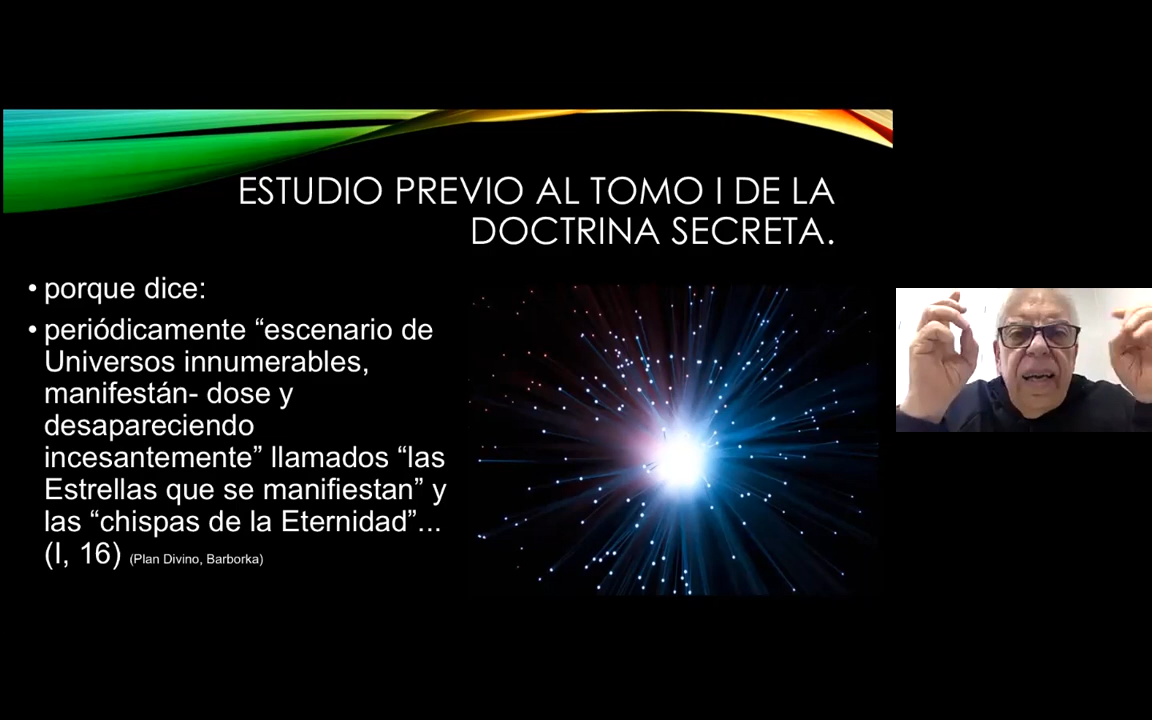 ESTUDIO PREVIO AL TOMO I DE LA
DOCTRINA SECRETA.
• porque dice:
• periódicamente “escenario de
Universos innumerables,
manifestán- dose y
desapareciendo
incesantemente” llamados “las
Estrellas que se manifiestan” y
las “chispas de la Eternidad”...
(I, 16) (Plan Divino, Barborka)